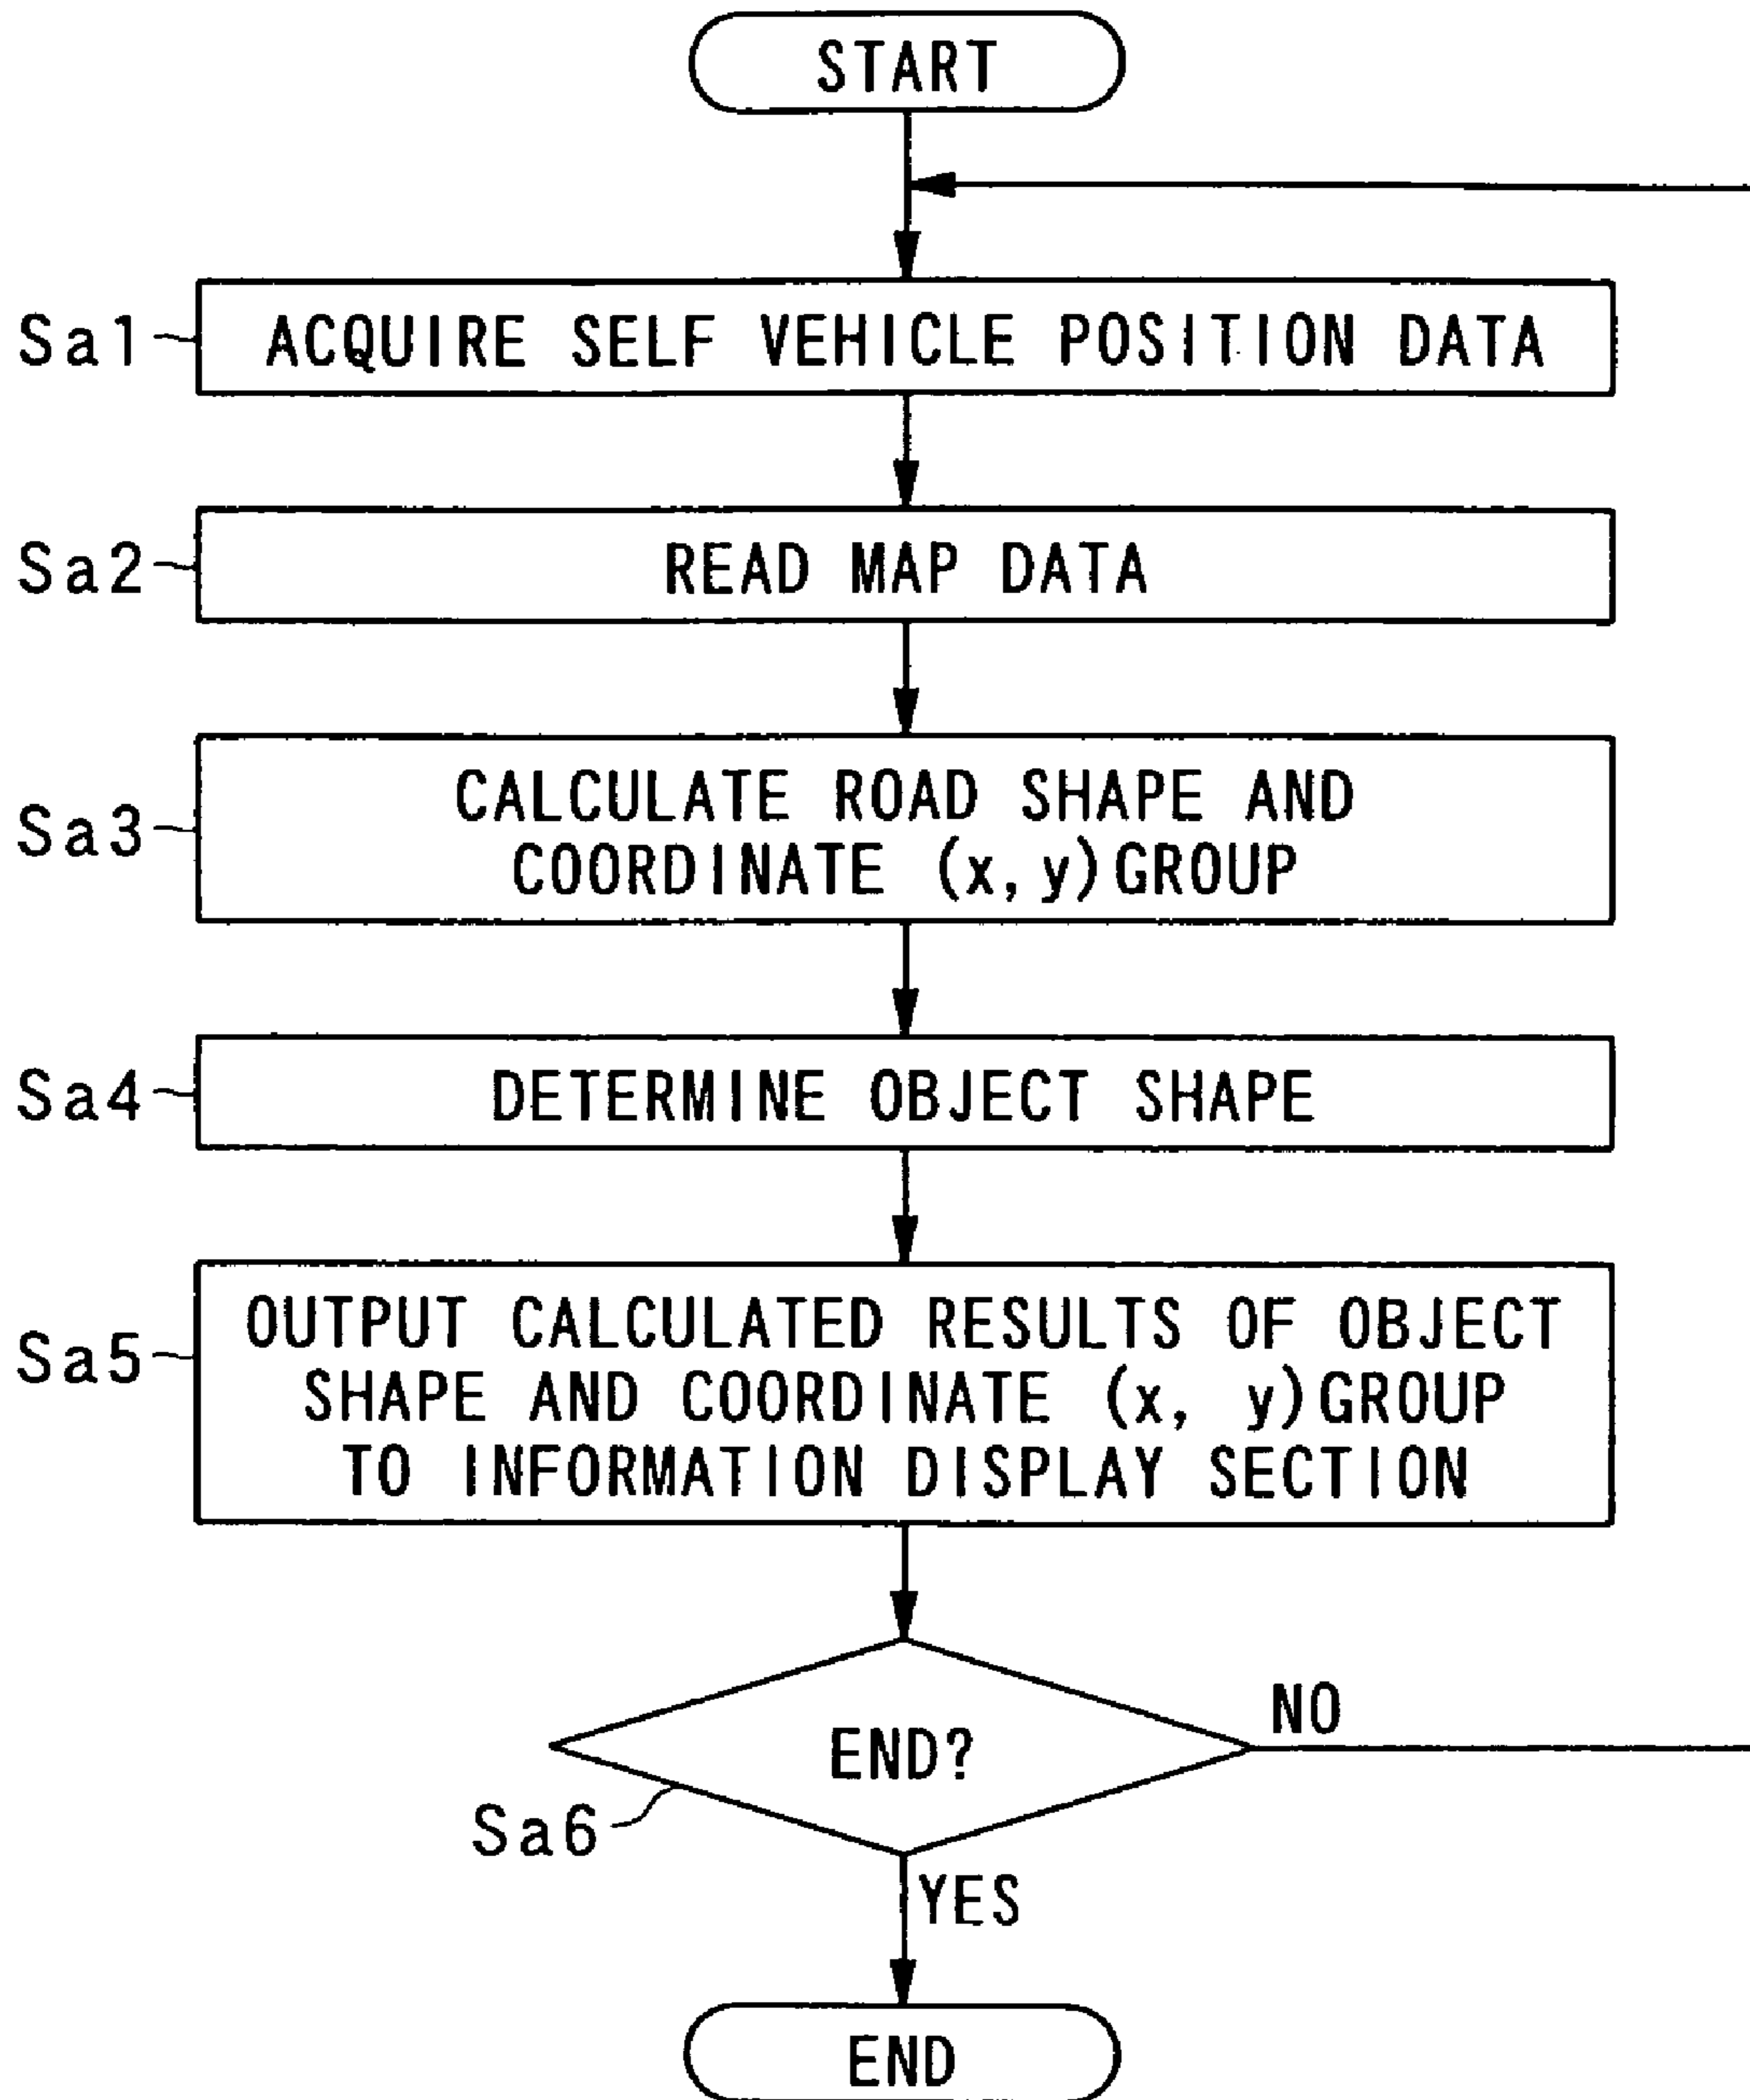 START
Sa1
ACQUIRE SELF VEHICLE POSITION DATA
Sa2
READ MAP DATA
Sa3
CALCULATE ROAD SHAPE AND
COORDINATE (x, y) GROUP
Sa4
DETERMINE OBJECT SHAPE
Sa5
OUTPUT CALCULATED RESULTS OF OBJECT
SHAPE AND COORDINATE (x, y) GROUP
TO INFORMATION DISPLAY SECTION
END?
NO
Sa6
YES
END